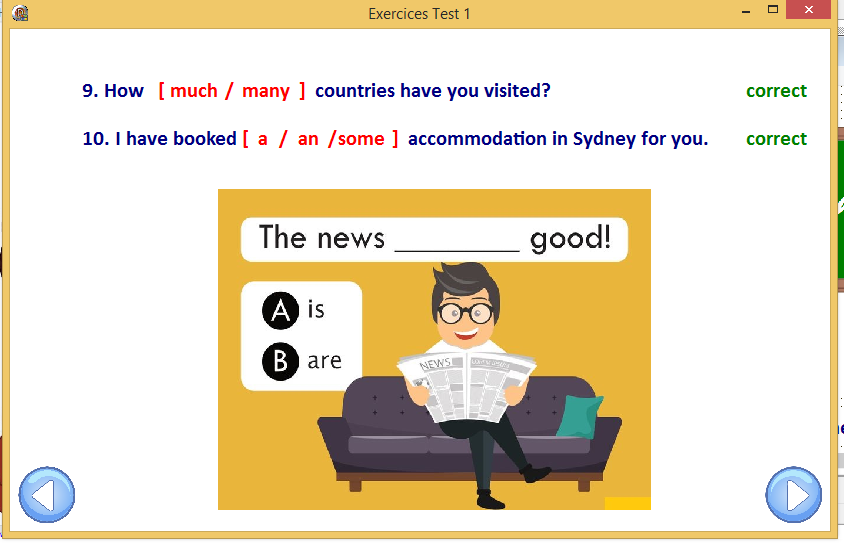 Exercices Test 1
9. How [ much / many ] countries have you visited? correct
10. I have booked [ a / an /some ] accommodation in Sydney for you. correct
The news ________ good!
A is
B are
NEWS